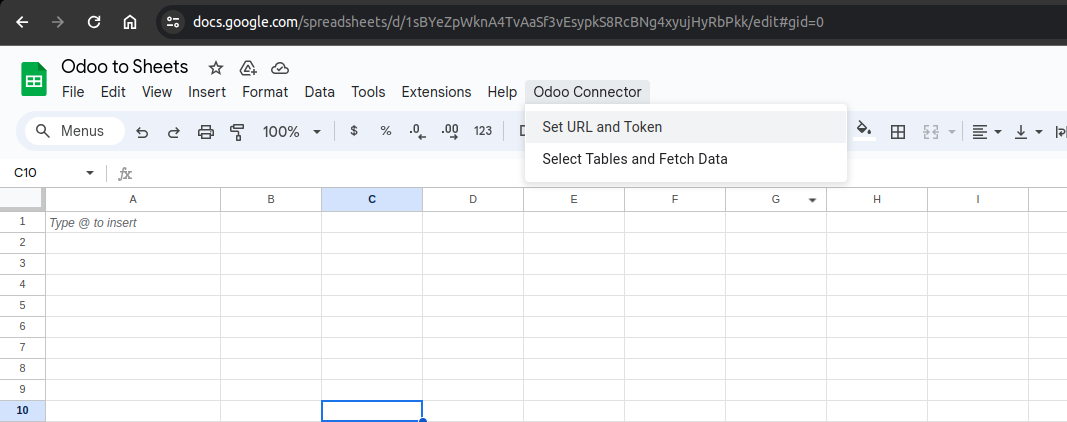 docs.google.com/spreadsheets/d/1sBYeZpWknA4TvAaSf3vEsypkS8RcBNg4xyujHyRbPkk/edit#gid=0
Odoo to Sheets
File Edit View Insert Format Data Tools Extensions Help Odoo Connector
Menus 100% $ % .0 .00 123
Set URL and Token
Select Tables and Fetch Data
C10 fx
A B C D E F G H I
1 Type @ to insert
2
3
4
5
6
7
8
9
10